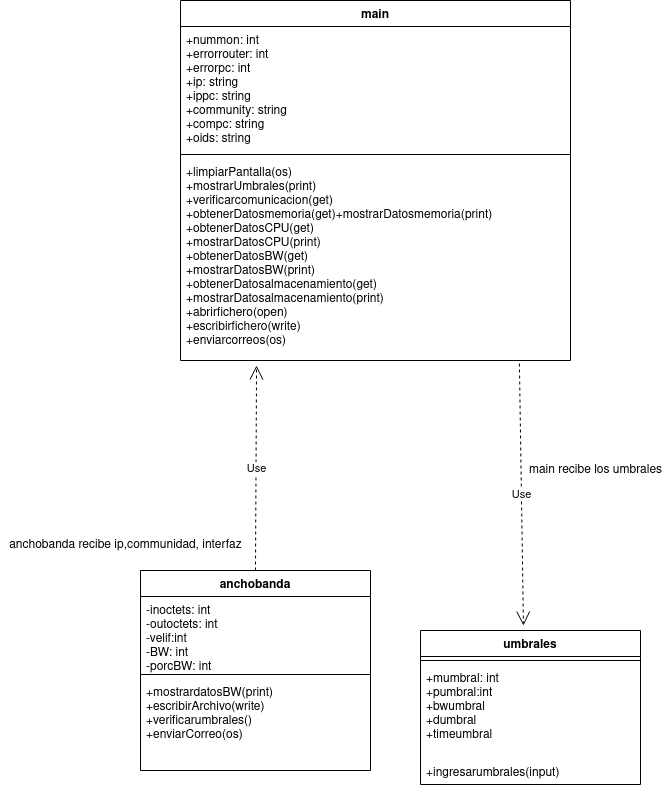 main
+nummon: int
+errorrouter: int
+errorpc: int
+ip: string
+ippc: string
+community: string
+compc: string
+oids: string
+limpiarPantalla(os)
+mostrarUmbrales(print)
+verificarcomunicacion(get)
+obtenerDatosmemoria(get)+mostrarDatosmemoria(print)
+obtenerDatosCPU(get)
+mostrarDatosCPU(print)
+obtenerDatosBW(get)
+mostrarDatosBW(print)
+obtenerDatosalmacenamiento(get)
+mostrarDatosalmacenamiento(print)
+abrirfichero(open)
+escribirfichero(write)
+enviarcorreos(os)
Use
main recibe los umbrales
Use
anchobanda recibe ip,communidad, interfaz
anchobanda
-inoctets: int
-outoctets: int
-velif:int
-BW: int
-porcBW: int
+mostrardatosBW(print)
+escribirArchivo(write)
+verificarumbrales()
+enviarCorreo(os)
umbrales
+mumbral: int
+pumbral:int
+bwumbral
+dumbral
+timeumbral
+ingresarumbrales(input)